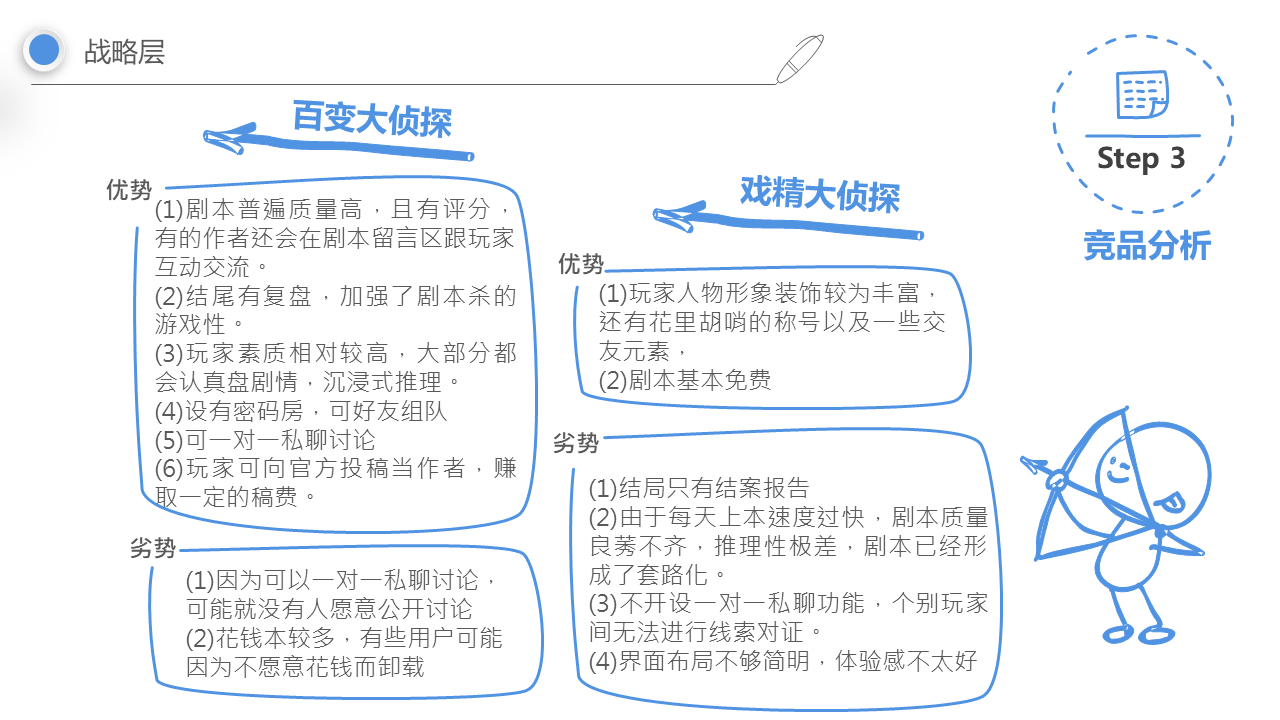 战略层
百变大侦探
优势
(1)剧本普遍质量高，且有评分，
有的作者还会在剧本留言区跟玩家
互动交流。
(2)结尾有复盘，加强了剧本杀的
游戏性。
(3)玩家素质相对较高，大部分都
会认真盘剧情，沉浸式推理。
(4)设有密码房，可好友组队
(5)可一对一私聊讨论
(6)玩家可向官方投稿当作者，赚
取一定的稿费。
劣势
(1)因为可以一对一私聊讨论，
可能就没有人愿意公开讨论
(2)花钱本较多，有些用户可能
因为不愿意花钱而卸载
戏精大侦探
优势
(1)玩家人物形象装饰较为丰富，
还有花里胡哨的称号以及一些交
友元素，
(2)剧本基本免费
劣势
(1)结局只有结案报告
(2)由于每天上本速度过快，剧本质量
良莠不齐，推理性极差，剧本已经形
成了套路化。
(3)不开设一对一私聊功能，个别玩家
间无法进行线索对证。
(4)界面布局不够简明，体验感不太好
Step 3
竞品分析